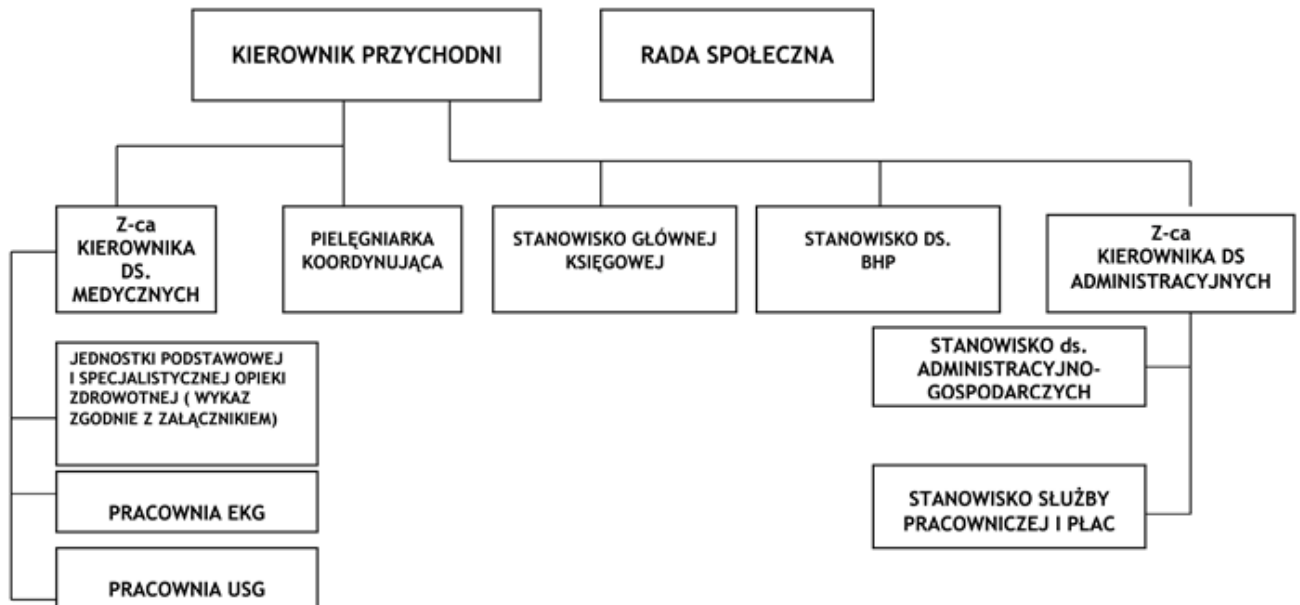 KIEROWNIK PRZYCHODNI
RADA SPOŁECZNA
Z-ca
KIEROWNIKA
DS.
MEDYCZNYCH
PIELĘGNIARKA
KOORDYNUJĄCA
STANOWISKO GŁÓWNEJ
KSIĘGOWEJ
STANOWISKO DS.
BHP
Z-ca
KIEROWNIKA DS
ADMINISTRACYJNYCH
JEDNOSTKI PODSTAWOWEJ
I SPECJALISTYCZNEJ OPIEKI
ZDROWOTNEJ ( WYKAZ
ZGODNIE Z ZAŁĄCZNIKIEM)
STANOWISKO ds.
ADMINISTRACYJNO-
GOSPODARCZYCH
PRACOWNIA EKG
STANOWISKO SŁUŻBY
PRACOWNICZEJ I PŁAC
PRACOWNIA USG